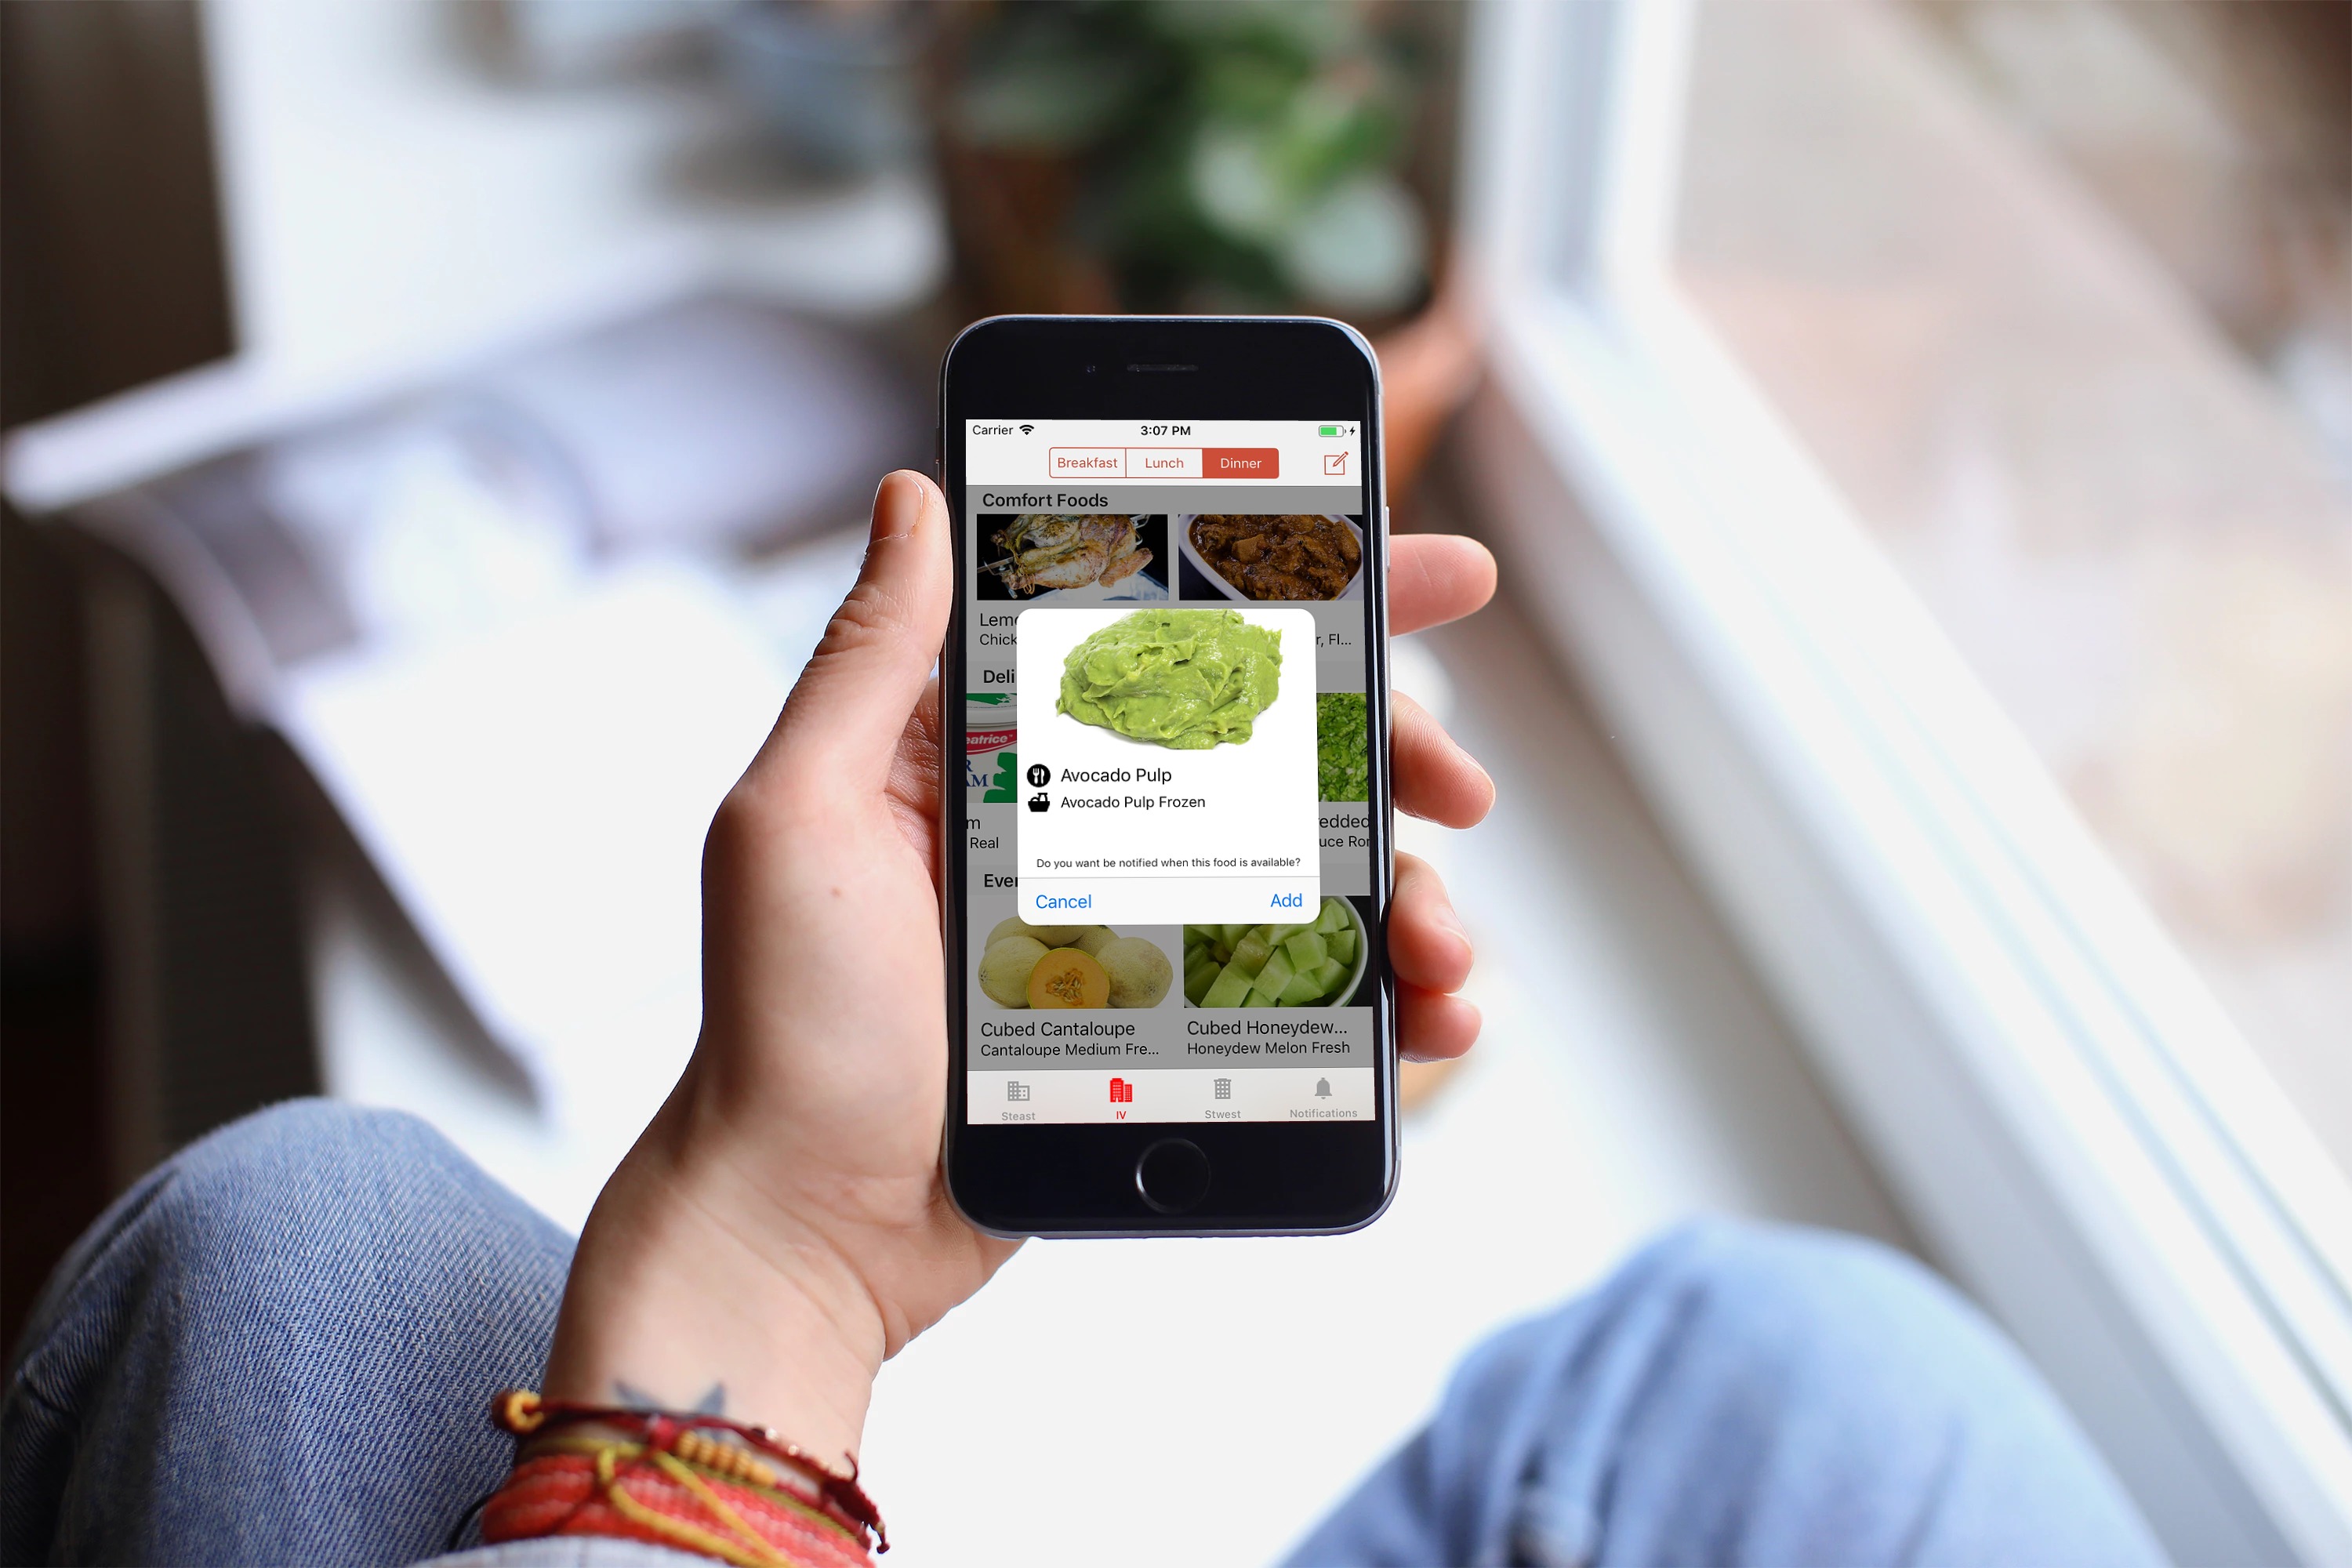 Carrier
3:07 PM
Breakfast
Lunch
Dinner
Comfort Foods
Lem
Chick
r, Fl...
Deli
eatrice
R
AM
Avocado Pulp
Avocado Pulp Frozen
m
Real
redded
uce Ror
Do you want be notified when this food is available?
Ever
Cancel
Add
Cubed Cantaloupe
Cantaloupe Medium Fre...
Cubed Honeydew...
Honeydew Melon Fresh
Steast
IV
Stwest
Notifications